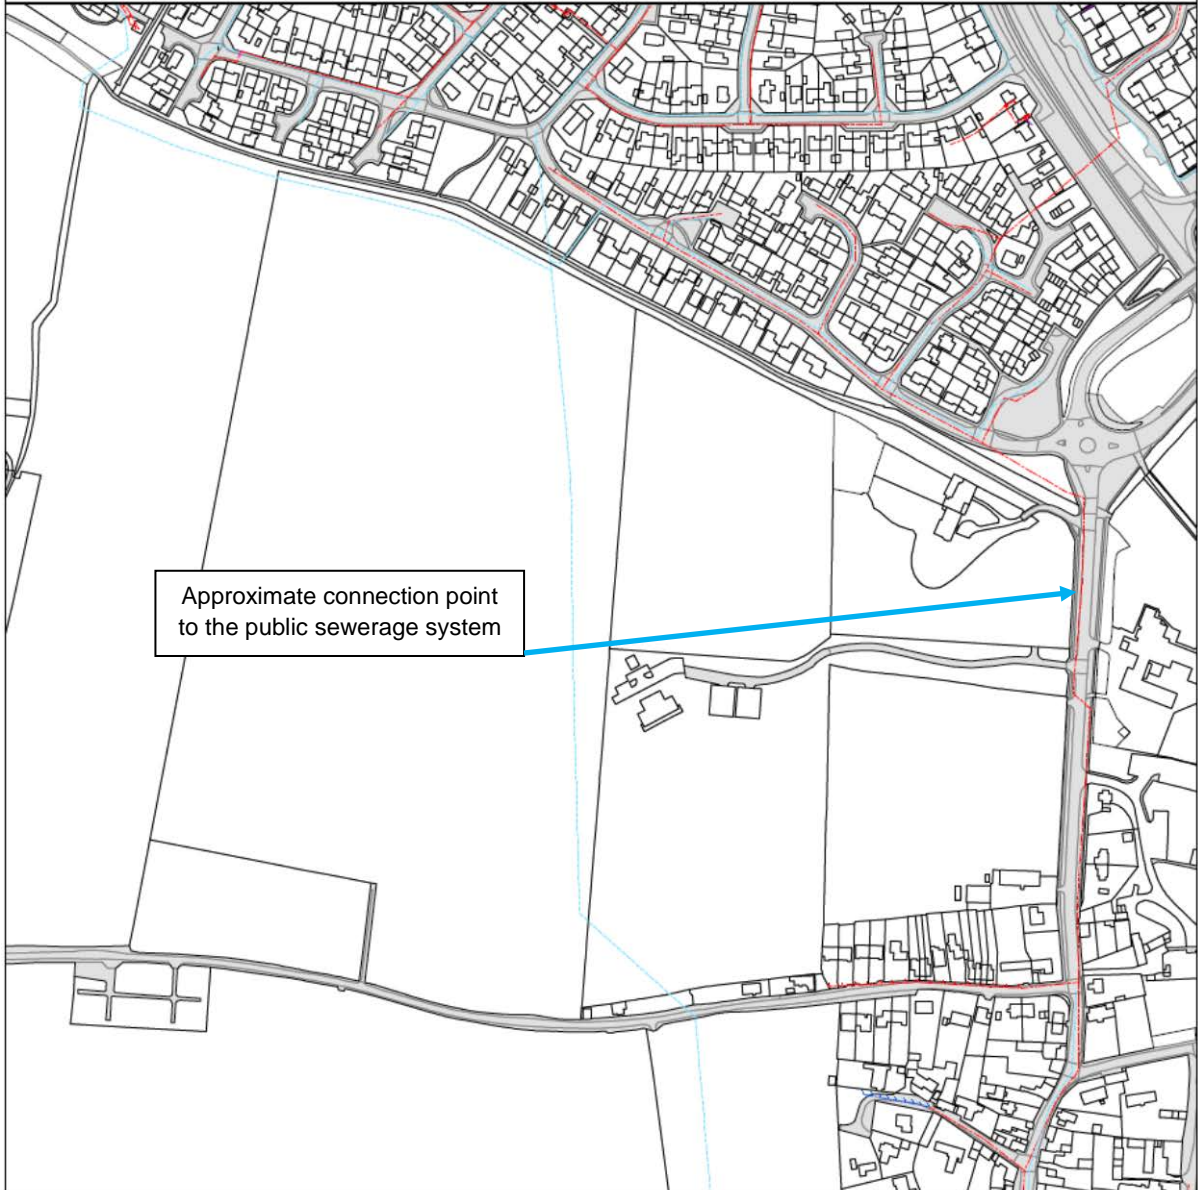 Approximate connection point
to the public sewerage system